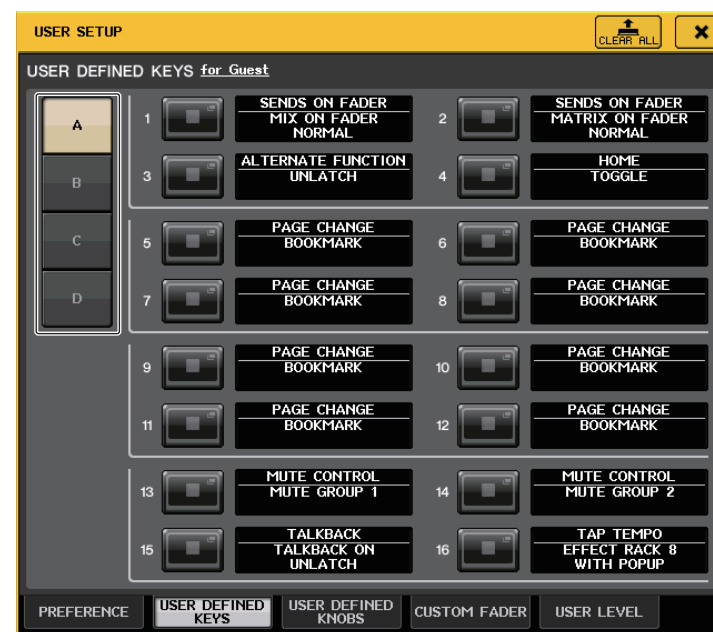 USER SETUP
CLEAR ALL
USER DEFINED KEYS for Guest
A
B
C
D
1
SENDS ON FADER
MIX ON FADER
NORMAL
2
SENDS ON FADER
MATRIX ON FADER
NORMAL
3
ALTERNATE FUNCTION
UNLATCH
4
HOME
TOGGLE
5
PAGE CHANGE
BOOKMARK
6
PAGE CHANGE
BOOKMARK
7
PAGE CHANGE
BOOKMARK
8
PAGE CHANGE
BOOKMARK
9
PAGE CHANGE
BOOKMARK
10
PAGE CHANGE
BOOKMARK
11
PAGE CHANGE
BOOKMARK
12
PAGE CHANGE
BOOKMARK
13
MUTE CONTROL
MUTE GROUP 1
14
MUTE CONTROL
MUTE GROUP 2
15
TALKBACK
TALKBACK ON
UNLATCH
16
TAP TEMPO
EFFECT RACK 8
WITH POPUP
PREFERENCE
USER DEFINED
KEYS
USER DEFINED
KNOBS
CUSTOM FADER
USER LEVEL